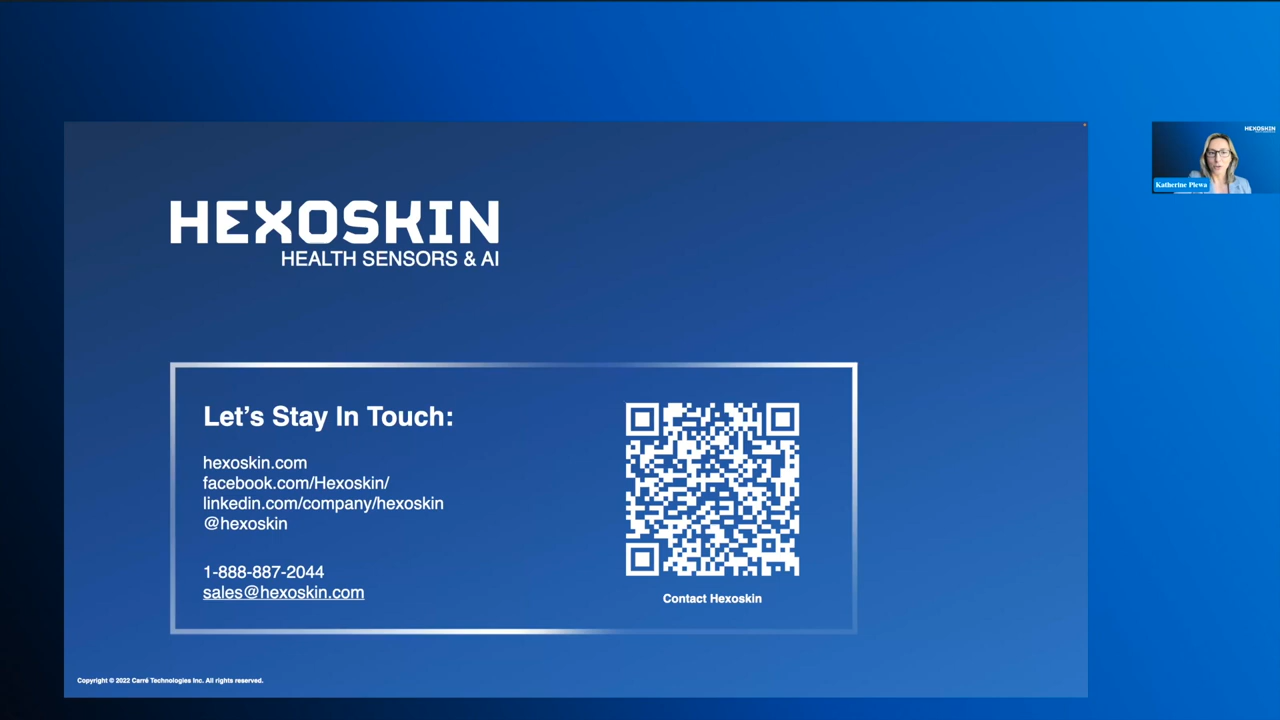 HEXOSKIN
HEALTH SENSORS & AI
Let's Stay In Touch:
hexoskin.com
facebook.com/Hexoskin/
linkedin.com/company/hexoskin
@hexoskin
1-888-887-2044
sales@hexoskin.com
Contact Hexoskin
Copyright © 2022 Carré Technologies Inc. All rights reserved.
HEXOSKIN
Katherine Plewa